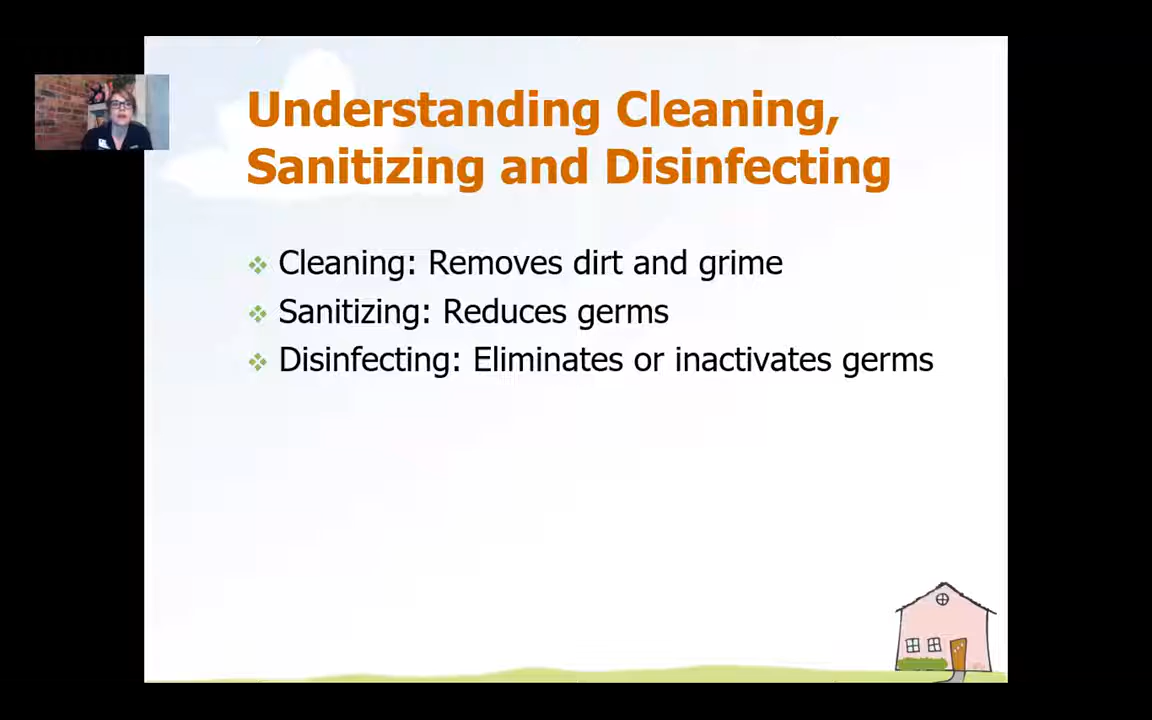 Understanding Cleaning,
Sanitizing and Disinfecting
Cleaning: Removes dirt and grime
Sanitizing: Reduces germs
Disinfecting: Eliminates or inactivates germs